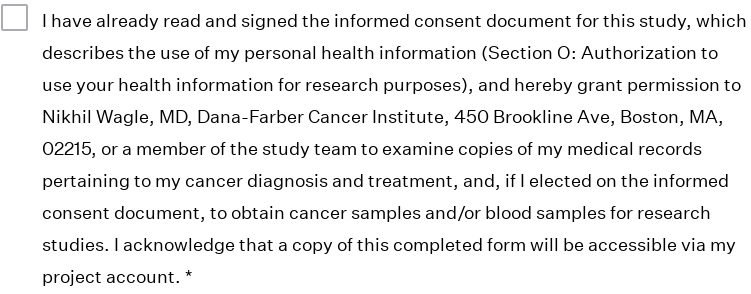 I have already read and signed the informed consent document for this study, which
describes the use of my personal health information (Section O: Authorization to
use your health information for research purposes), and hereby grant permission to
Nikhil Wagle, MD, Dana-Farber Cancer Institute, 450 Brookline Ave, Boston, MA,
02215, or a member of the study team to examine copies of my medical records
pertaining to my cancer diagnosis and treatment, and, if I elected on the informed
consent document, to obtain cancer samples and/or blood samples for research
studies. I acknowledge that a copy of this completed form will be accessible via my
project account. *